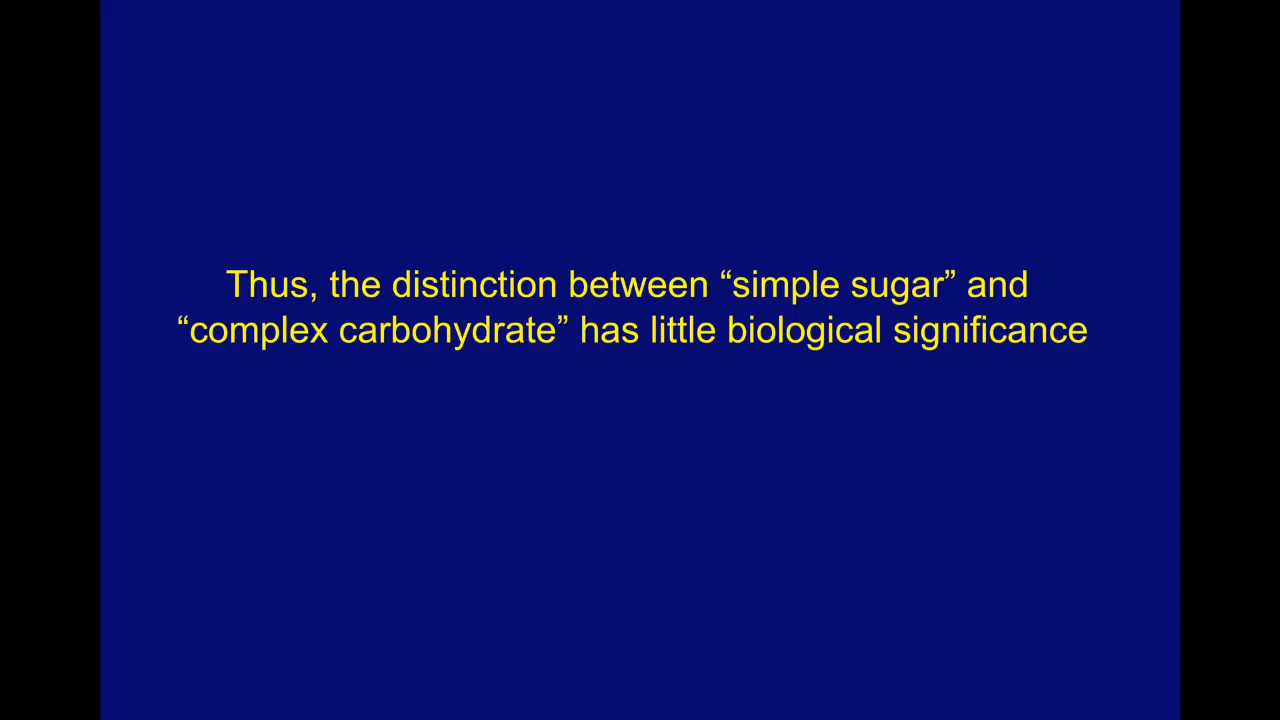 Thus, the distinction between “simple sugar” and
“complex carbohydrate” has little biological significance